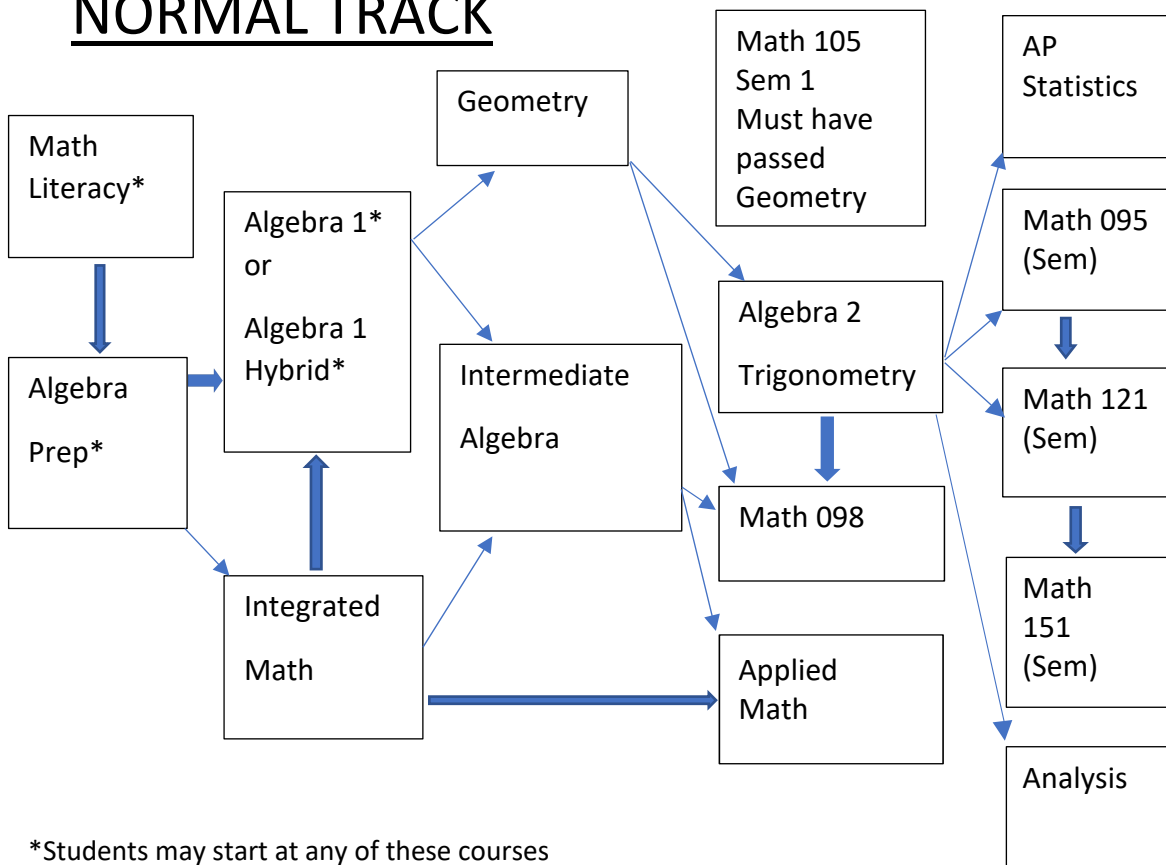 NORMAL TRACK
Math
Literacy*
Algebra
Prep*
Algebra 1*
or
Algebra 1
Hybrid*
Integrated
Math
Geometry
Intermediate
Algebra
Math 105
Sem 1
Must have
passed
Geometry
Algebra 2
Trigonometry
Math 098
Applied
Math
AP
Statistics
Math 095
(Sem)
Math 121
(Sem)
Math
151
(Sem)
Analysis
*Students may start at any of these courses